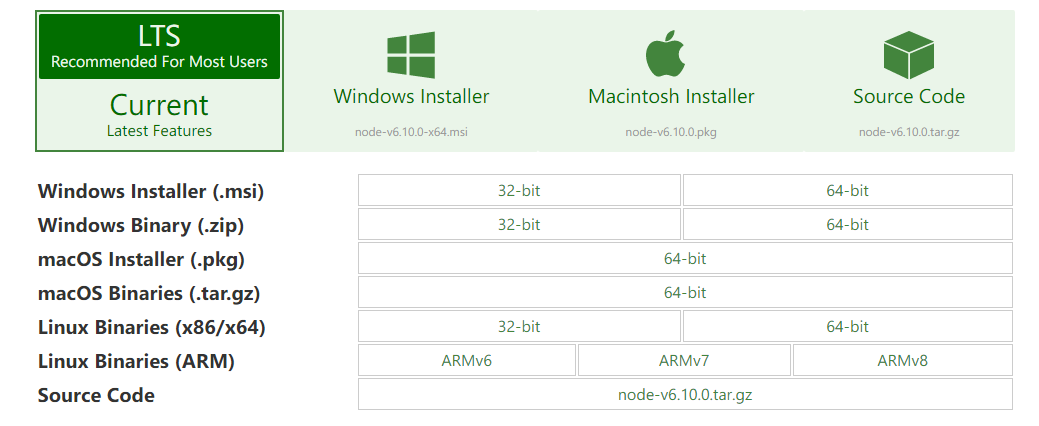 LTS
Recommended For Most Users
Current
Latest Features
Windows Installer
node-v6.10.0-x64.msi
Macintosh Installer
node-v6.10.0.pkg
Source Code
node-v6.10.0.tar.gz
Windows Installer (.msi) 32-bit 64-bit
Windows Binary (.zip) 32-bit 64-bit
macOS Installer (.pkg) 64-bit
macOS Binaries (.tar.gz) 64-bit
Linux Binaries (x86/x64) 32-bit 64-bit
Linux Binaries (ARM) ARMv6 ARMv7 ARMv8
Source Code node-v6.10.0.tar.gz